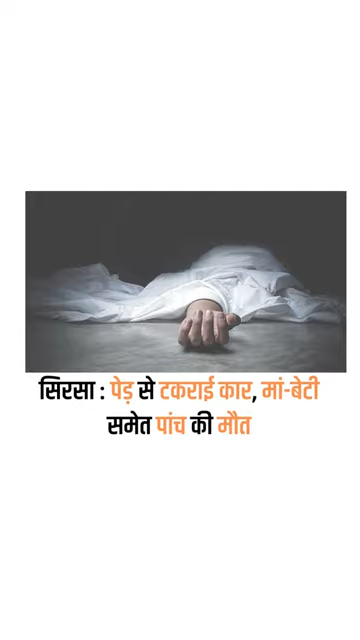 सिरसा : पेड़ से टकराई कार, मां-बेटी
समेत पांच की मौत